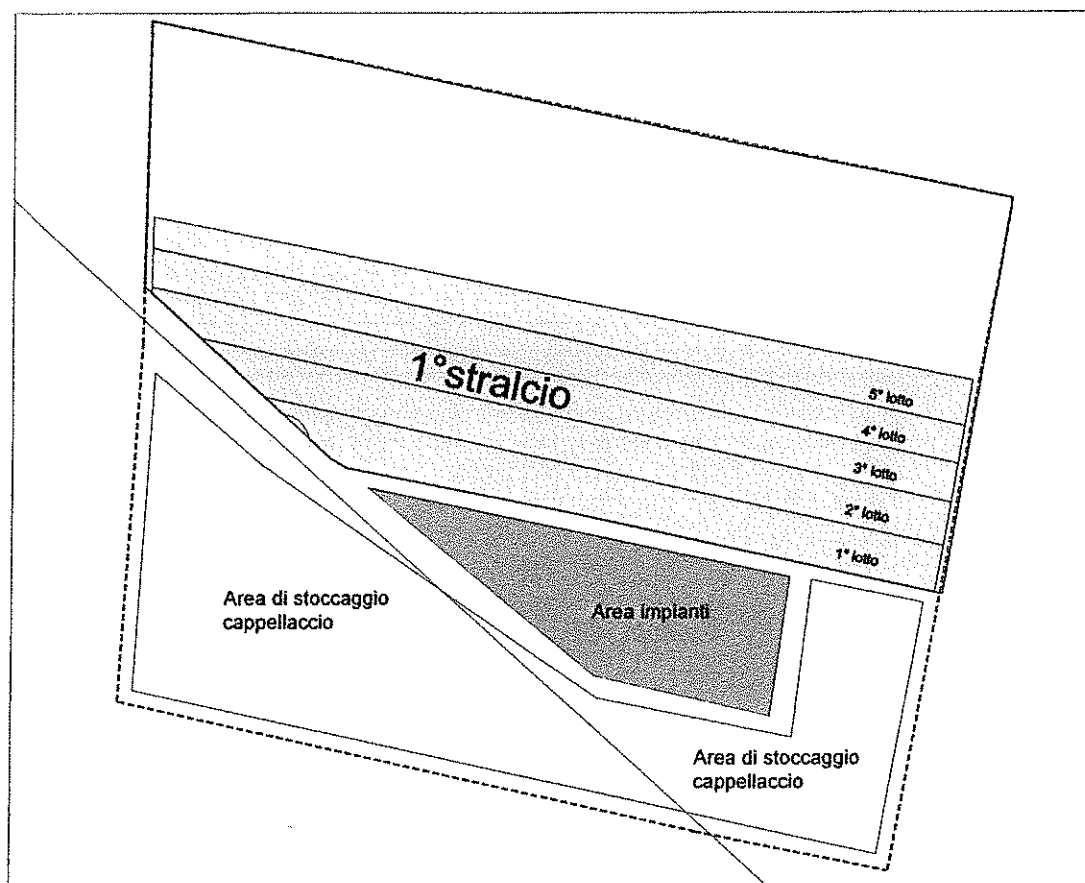 1°stralcio
5° lotto
4° lotto
3° lotto
2° lotto
1° lotto
Area di stoccaggio
cappellaccio
Area impianti
Area di stoccaggio
cappellaccio